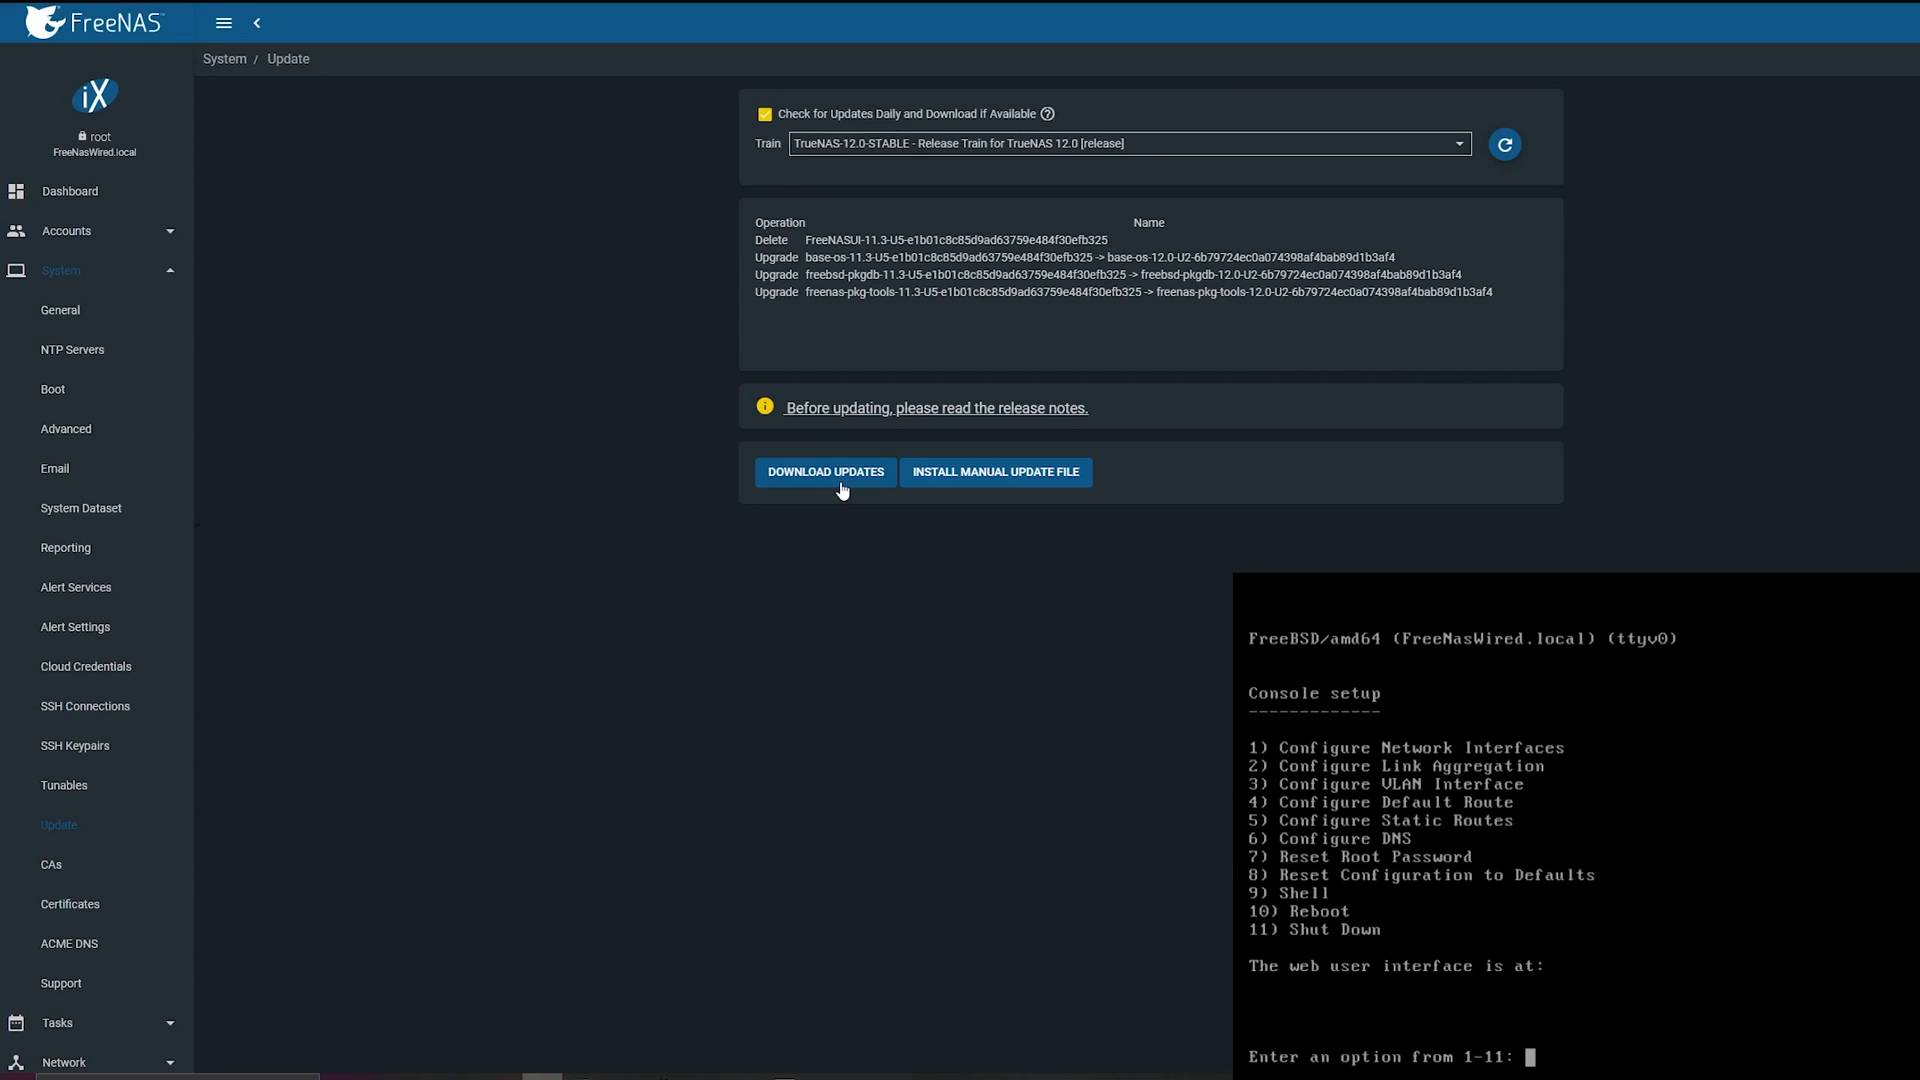 FreeNAS
System / Update
iX
root
FreeNasWired.local
Dashboard
Accounts
System
General
NTP Servers
Boot
Advanced
Email
System Dataset
Reporting
Alert Services
Alert Settings
Cloud Credentials
SSH Connections
SSH Keypairs
Tunables
Update
CAs
Certificates
ACME DNS
Support
Tasks
Network
Check for Updates Daily and Download if Available
Train TrueNAS-12.0-STABLE - Release Train for TrueNAS 12.0 [release]
Operation Name
Delete FreeNASUI-11.3-U5-e1b01c8c85d9ad63759e484f30efb325
Upgrade base-os-11.3-U5-e1b01c8c85d9ad63759e484f30efb325 -> base-os-12.0-U2-6b79724ec0a074398af4bab89d1b3af4
Upgrade freebsd-pkgdb-11.3-U5-e1b01c8c85d9ad63759e484f30efb325 -> freebsd-pkgdb-12.0-U2-6b79724ec0a074398af4bab89d1b3af4
Upgrade freenas-pkg-tools-11.3-U5-e1b01c8c85d9ad63759e484f30efb325 -> freenas-pkg-tools-12.0-U2-6b79724ec0a074398af4bab89d1b3af4
Before updating, please read the release notes.
DOWNLOAD UPDATES INSTALL MANUAL UPDATE FILE
FreeBSD/amd64 (FreeNasWired.local) (ttyv0)
Console setup
-------------
1) Configure Network Interfaces
2) Configure Link Aggregation
3) Configure VLAN Interface
4) Configure Default Route
5) Configure Static Routes
6) Configure DNS
7) Reset Root Password
8) Reset Configuration to Defaults
9) Shell
10) Reboot
11) Shut Down
The web user interface is at:
Enter an option from 1-11: